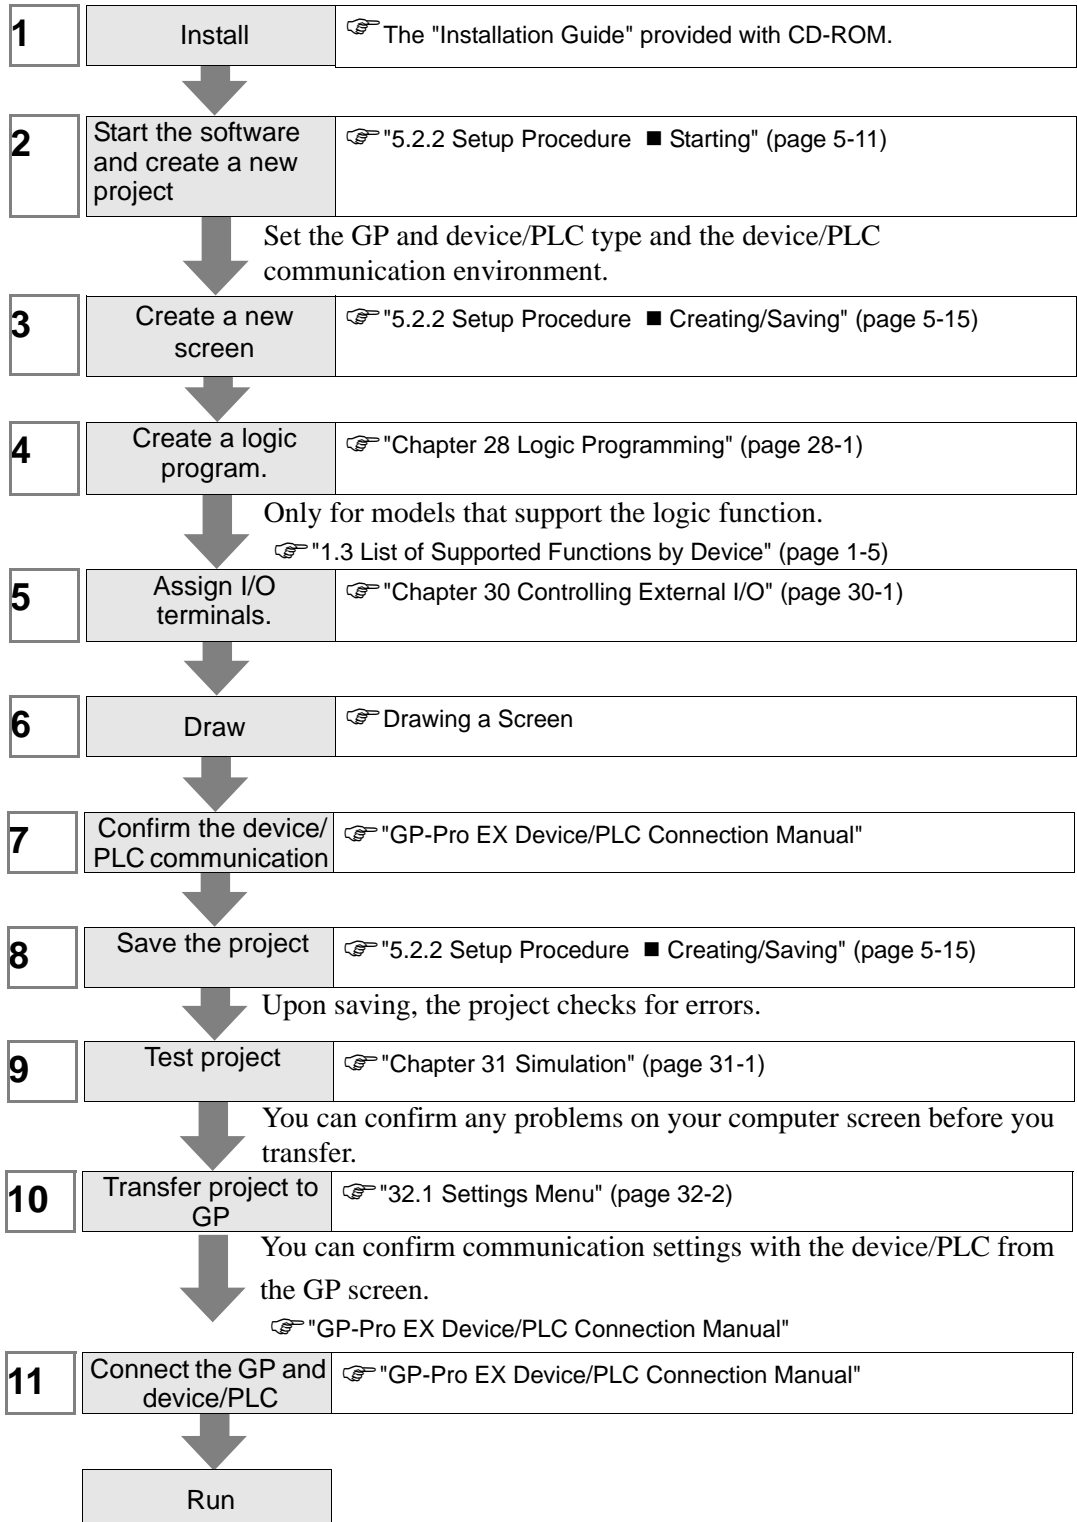 1
Install
☞ The "Installation Guide" provided with CD-ROM.
2
Start the software
and create a new
project
☞ "5.2.2 Setup Procedure ■ Starting" (page 5-11)
Set the GP and device/PLC type and the device/PLC
communication environment.
3
Create a new
screen
☞ "5.2.2 Setup Procedure ■ Creating/Saving" (page 5-15)
4
Create a logic
program.
☞ "Chapter 28 Logic Programming" (page 28-1)
Only for models that support the logic function.
☞ "1.3 List of Supported Functions by Device" (page 1-5)
5
Assign I/O
terminals.
☞ "Chapter 30 Controlling External I/O" (page 30-1)
6
Draw
☞ Drawing a Screen
7
Confirm the device/
PLC communication
☞ "GP-Pro EX Device/PLC Connection Manual"
8
Save the project
☞ "5.2.2 Setup Procedure ■ Creating/Saving" (page 5-15)
Upon saving, the project checks for errors.
9
Test project
☞ "Chapter 31 Simulation" (page 31-1)
You can confirm any problems on your computer screen before you
transfer.
10
Transfer project to
GP
☞ "32.1 Settings Menu" (page 32-2)
You can confirm communication settings with the device/PLC from
the GP screen.
☞ "GP-Pro EX Device/PLC Connection Manual"
11
Connect the GP and
device/PLC
☞ "GP-Pro EX Device/PLC Connection Manual"
Run